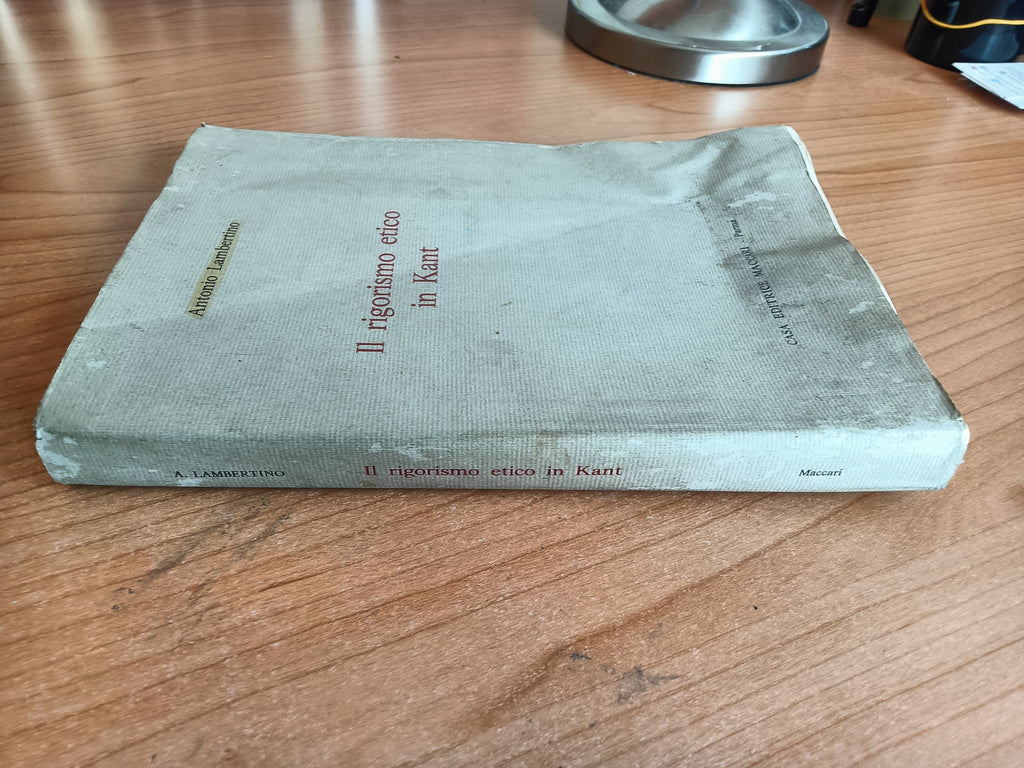 Antonio Lambertino
Il rigorismo etico
in Kant
CASA EDITRICE MACCARI - Parma
A. LAMBERTINO Il rigorismo etico in Kant Maccari